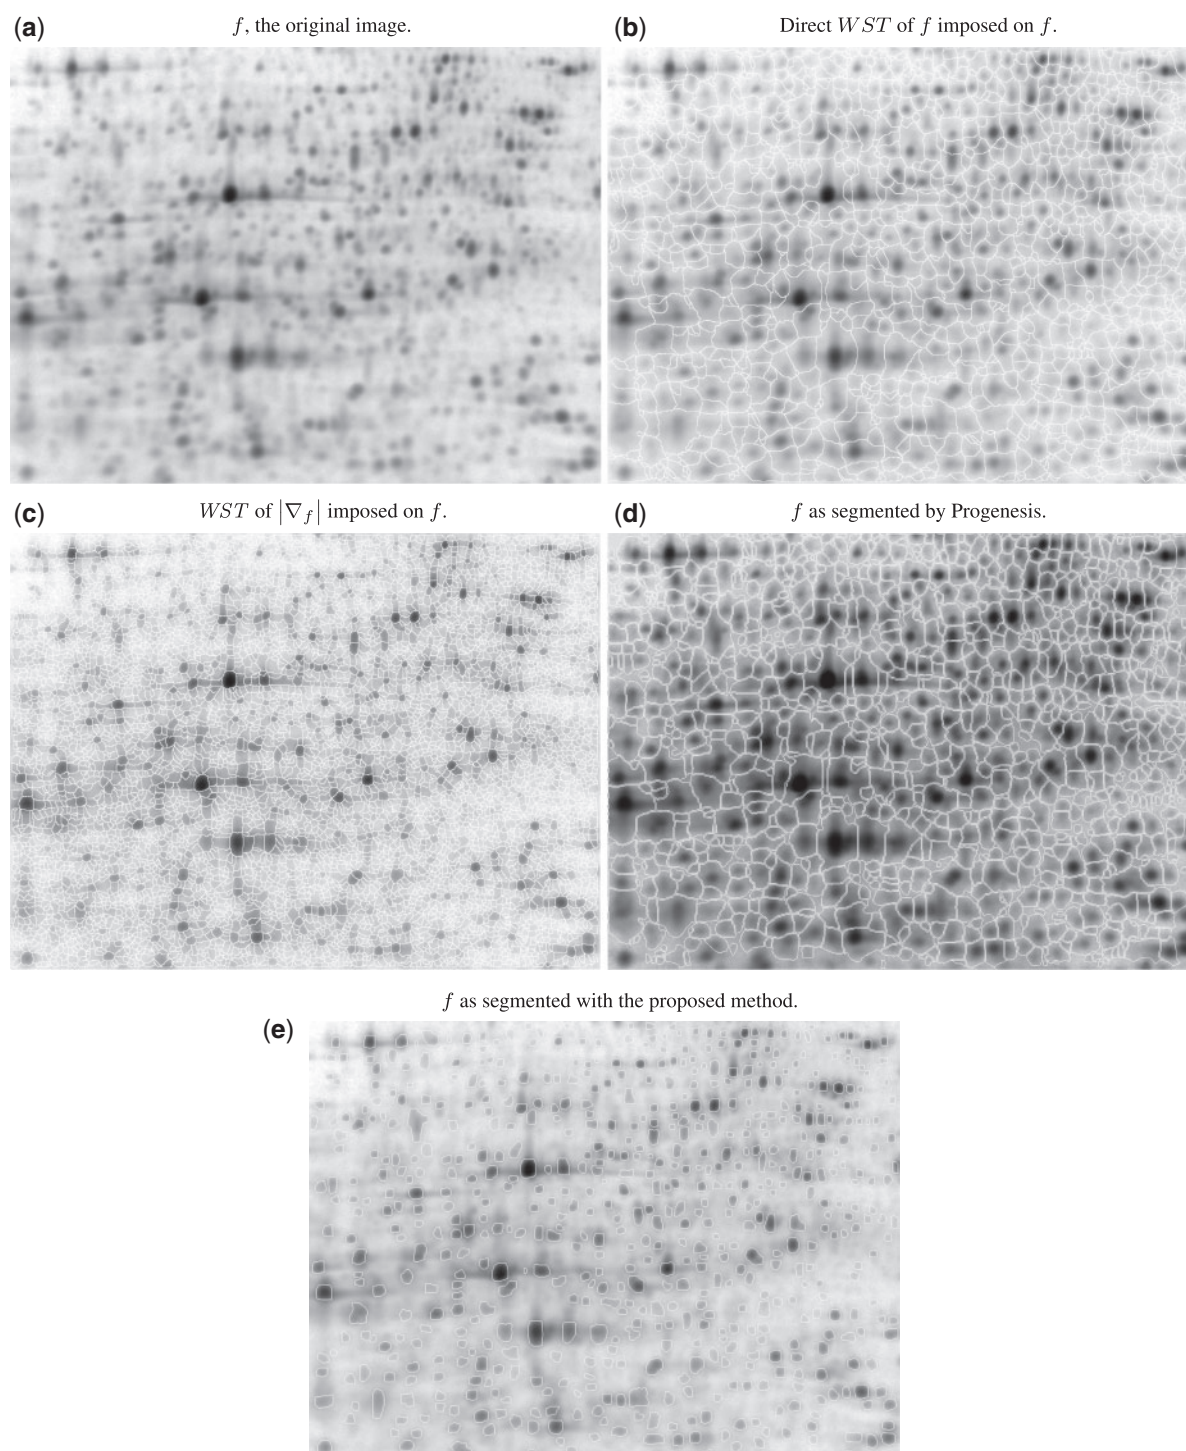 (a) f, the original image.
(b) Direct WST of f imposed on f.
(c) WST of |∇f| imposed on f.
(d) f as segmented by Progenesis.
f as segmented with the proposed method.
(e)